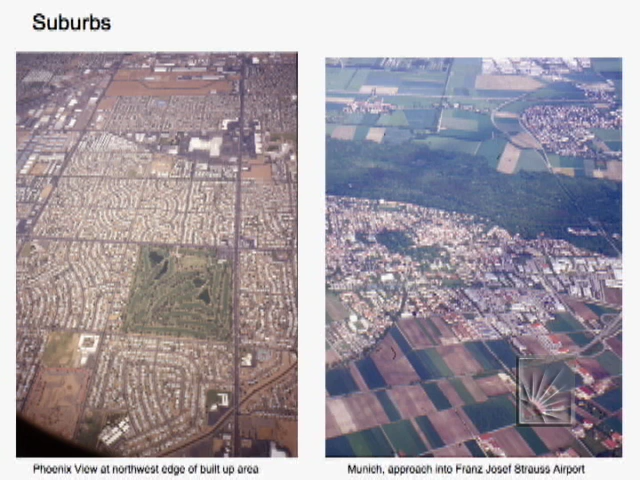 Suburbs
Phoenix View at northwest edge of built up area
Munich, approach into Franz Josef Strauss Airport